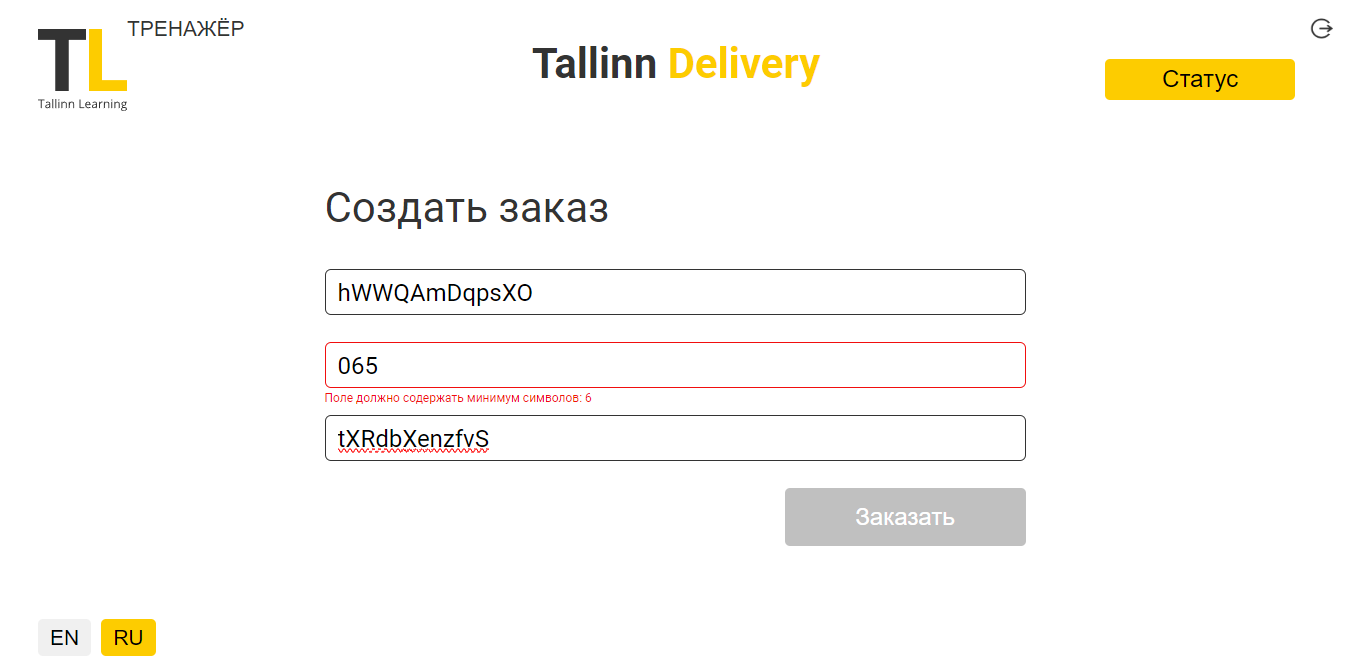 ТРЕНАЖЁР
TL
Tallinn Learning
Tallinn Delivery
Статус
Создать заказ
hWWQAmDqpsXO
065
Поле должно содержать минимум символов: 6
tXRdbXenzfvS
Заказать
EN RU